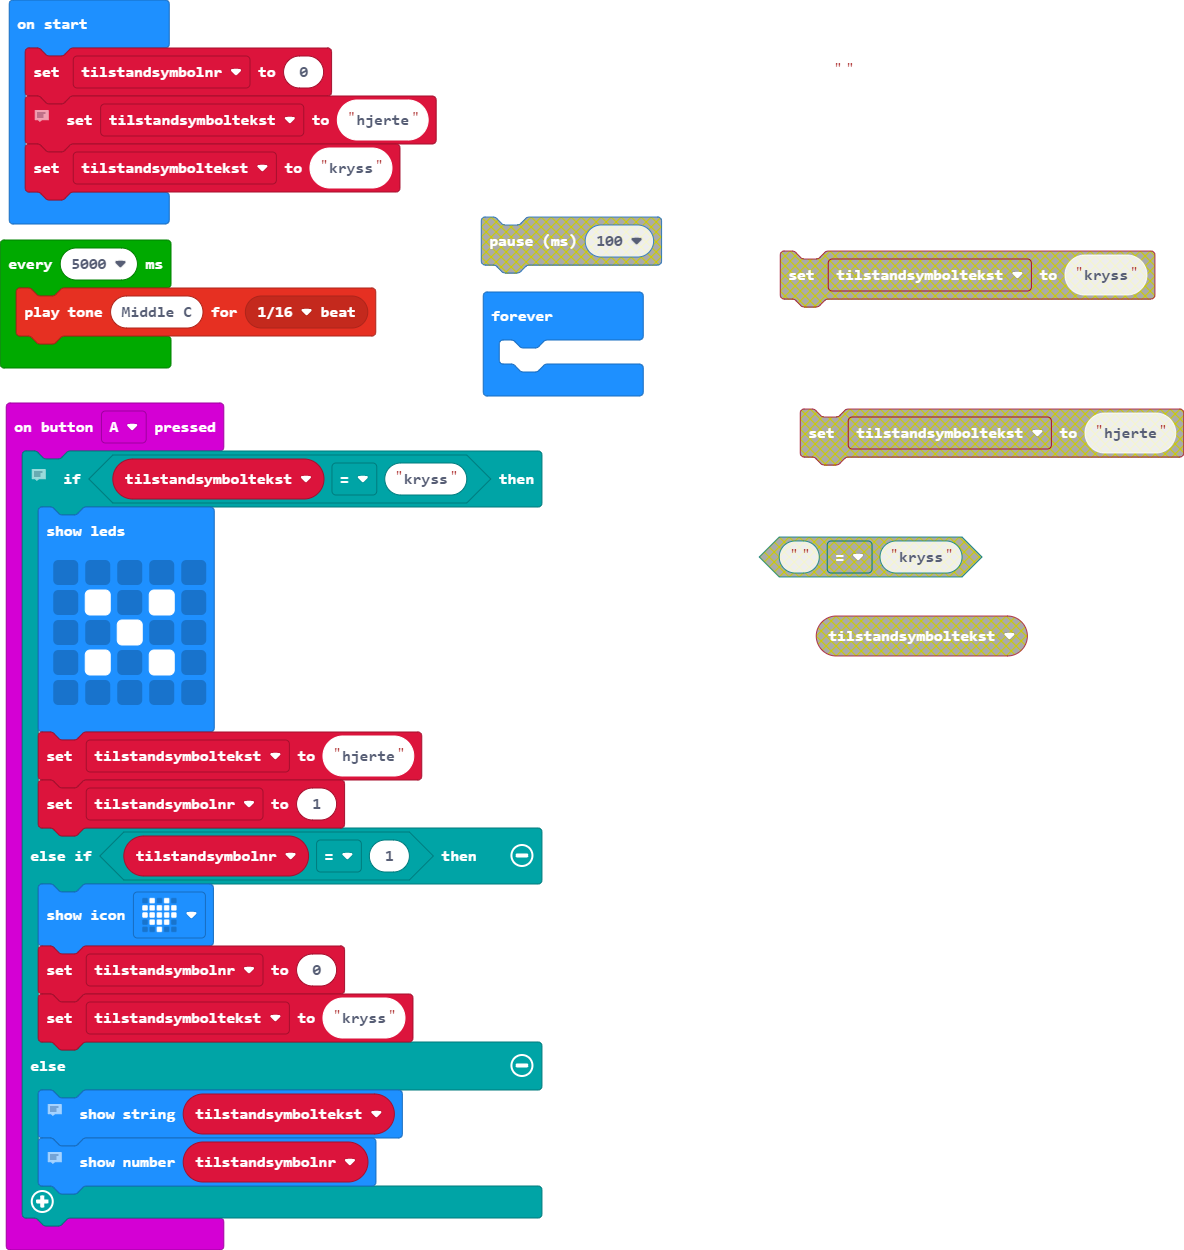 on start
set tilstandsymbolnr to 0
set tilstandsymboltekst to "hjerte"
set tilstandsymboltekst to "kryss"
every 5000 ms
play tone Middle C for 1/16 beat
pause (ms) 100
forever
" "
set tilstandsymboltekst to "kryss"
set tilstandsymboltekst to "hjerte"
" " = "kryss"
tilstandsymboltekst
on button A pressed
if tilstandsymboltekst = "kryss" then
show leds
set tilstandsymboltekst to "hjerte"
set tilstandsymbolnr to 1
else if tilstandsymbolnr = 1 then
show icon
set tilstandsymbolnr to 0
set tilstandsymboltekst to "kryss"
else
show string tilstandsymboltekst
show number tilstandsymbolnr